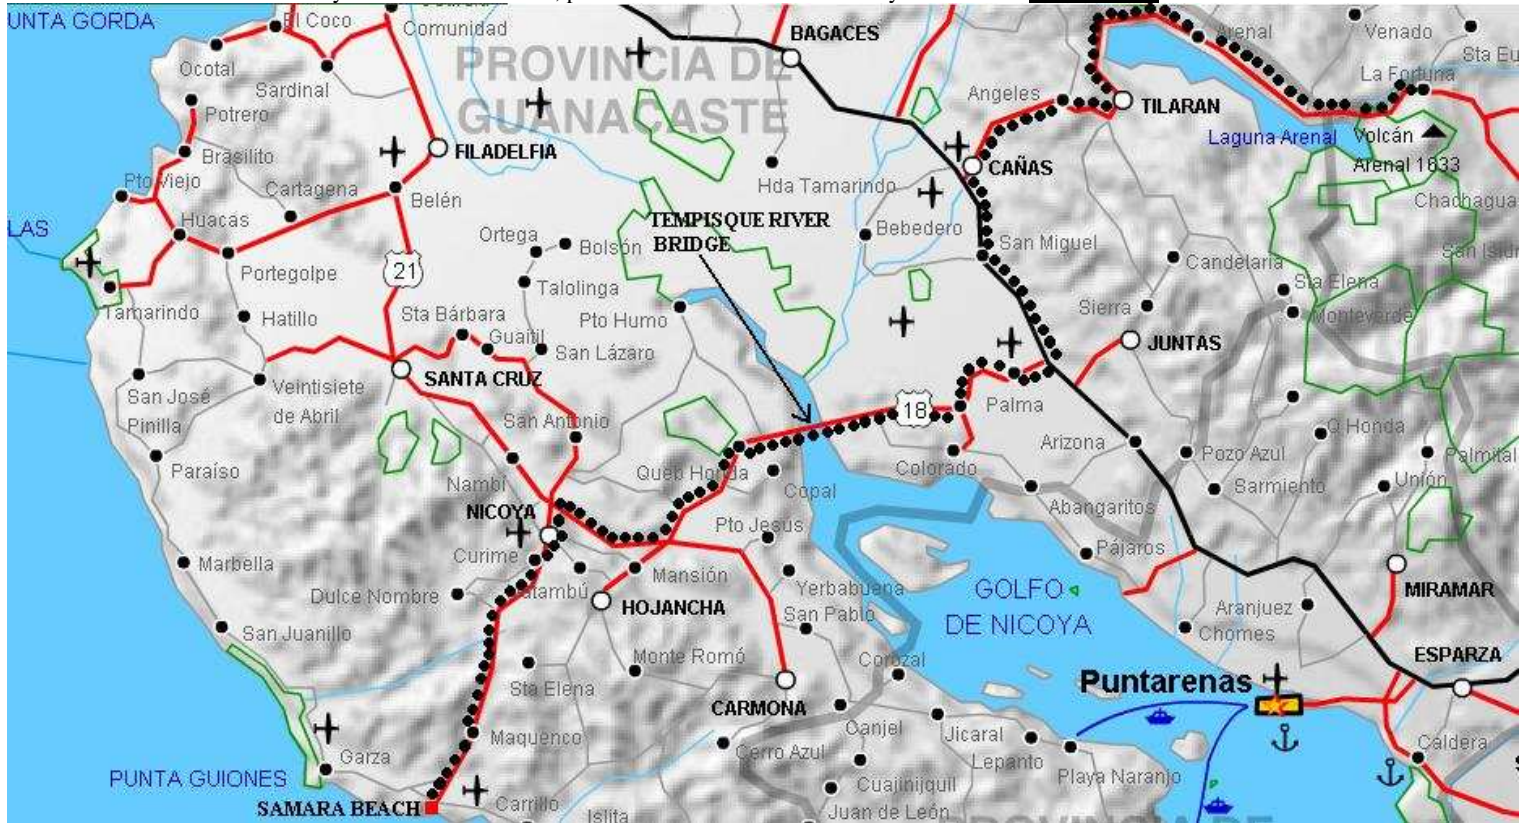 UNTA GORDA
El Coco
Comunidad
BAGACES
Arenal
Venado
Sta Eu
Ocotal
Sardinal
PROVINCIA DE
GUANACASTE
La Fortuna
Potrero
Angeles
TILARAN
Laguna Arenal
Volcán
Arenal 1633
FILADELFIA
Brasilito
CAÑAS
Pto Viejo
Cartagena
Belén
Hda Tamarindo
Chachagua
LAS
Huacas
TEMPISQUE RIVER
BRIDGE
Bebedero
San Miguel
Ortega
Bolsón
San Isidr
Portegolpe
21
Candelaria
Sta Elena
Talolinga
Tamarindo
Hatillo
Sta Bárbara
Pto Humo
Sierra
Monteverde
Guaitil
San Lázaro
JUNTAS
SANTA CRUZ
San José
Pinilla
Veintisiete
de Abril
18
Palma
San Antonio
Arizona
Q Honda
Paraíso
Nambí
Queb Honda
Copal
Colorado
Pozo Azul
Palmital
Sarmiento
Unión
NICOYA
Pto Jesus
Abangaritos
Marbella
Curime
Mansión
Pájaros
Dulce Nombre
atambú
HOJANCHA
Yerbabuena
GOLFO
DE NICOYA
MIRAMAR
San Pablo
Aranjuez
Chomes
San Juanillo
Monte Romó
Corozal
ESPARZA
Sta Elena
CARMONA
Puntarenas
Maquenco
Canjel
Jicaral
Cerro Azul
Lepanto
Caldera
Garza
PUNTA GUIONES
Cuajiniquil
Playa Naranjo
SAMARA BEACH
Carrillo
Islita
Juan de León
PROVINCIA DE